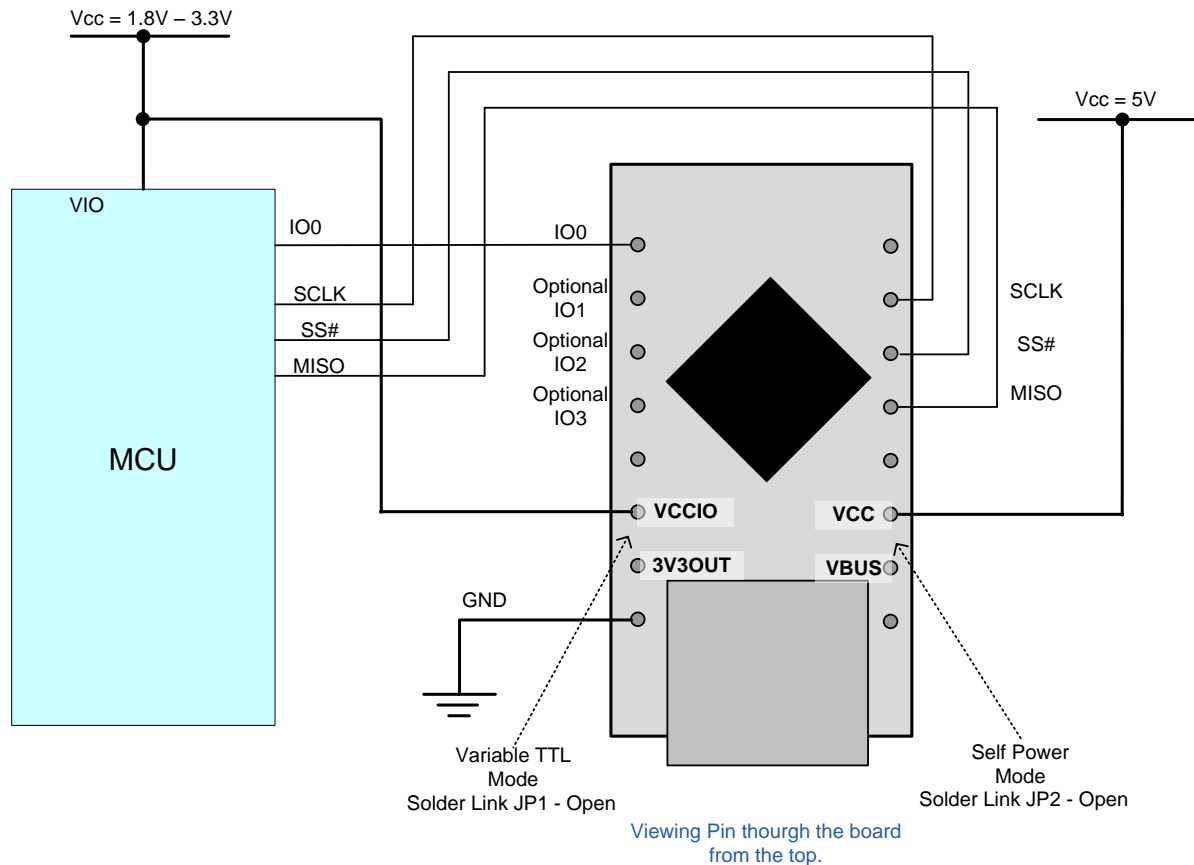 Vcc = 1.8V – 3.3V
Vcc = 5V
VIO
IO0
SCLK
SS#
MISO
MCU
IO0
Optional
IO1
Optional
IO2
Optional
IO3
SCLK
SS#
MISO
VCCIO
VCC
3V3OUT
VBUS
GND
Variable TTL
Mode
Solder Link JP1 - Open
Self Power
Mode
Solder Link JP2 - Open
Viewing Pin thourgh the board
from the top.